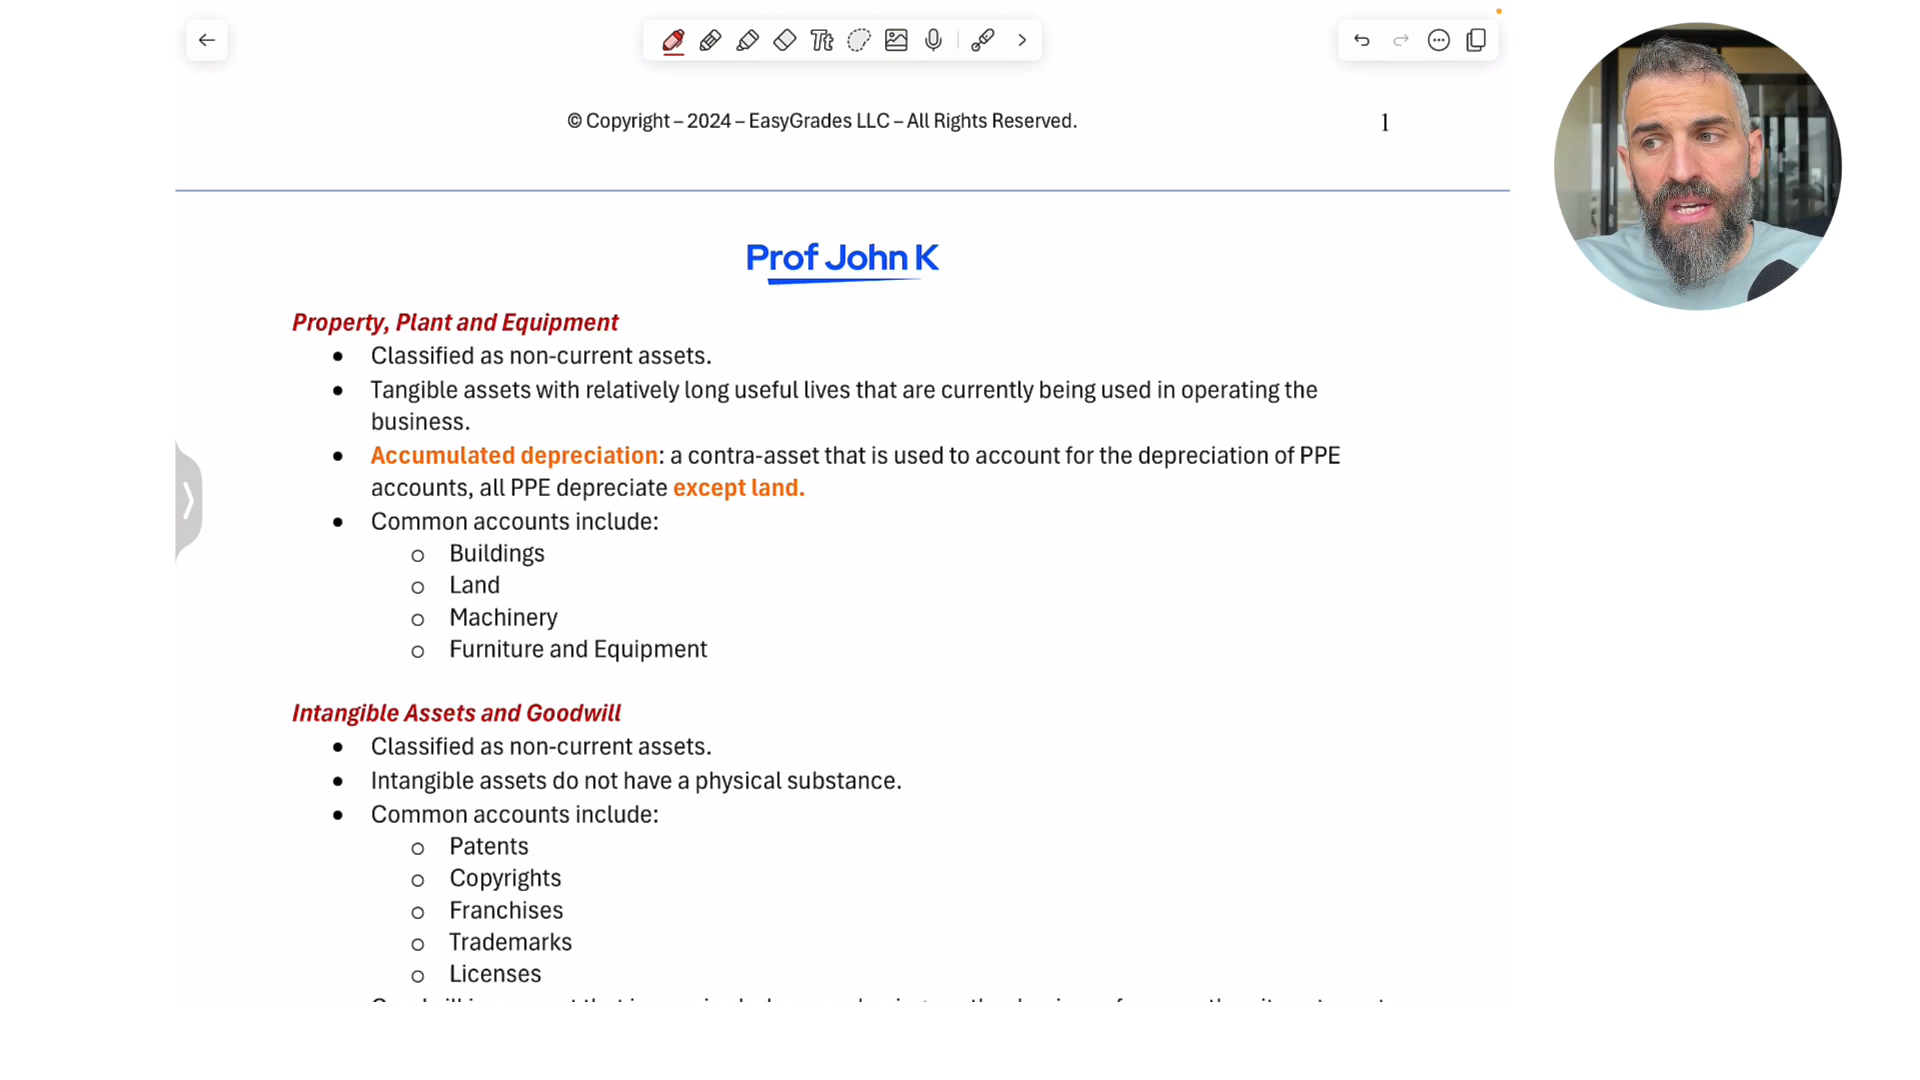 © Copyright – 2024 – EasyGrades LLC – All Rights Reserved.
1
Prof John K
Property, Plant and Equipment
• Classified as non-current assets.
• Tangible assets with relatively long useful lives that are currently being used in operating the
business.
• Accumulated depreciation: a contra-asset that is used to account for the depreciation of PPE
accounts, all PPE depreciate except land.
• Common accounts include:
o Buildings
o Land
o Machinery
o Furniture and Equipment
Intangible Assets and Goodwill
• Classified as non-current assets.
• Intangible assets do not have a physical substance.
• Common accounts include:
o Patents
o Copyrights
o Franchises
o Trademarks
o Licenses